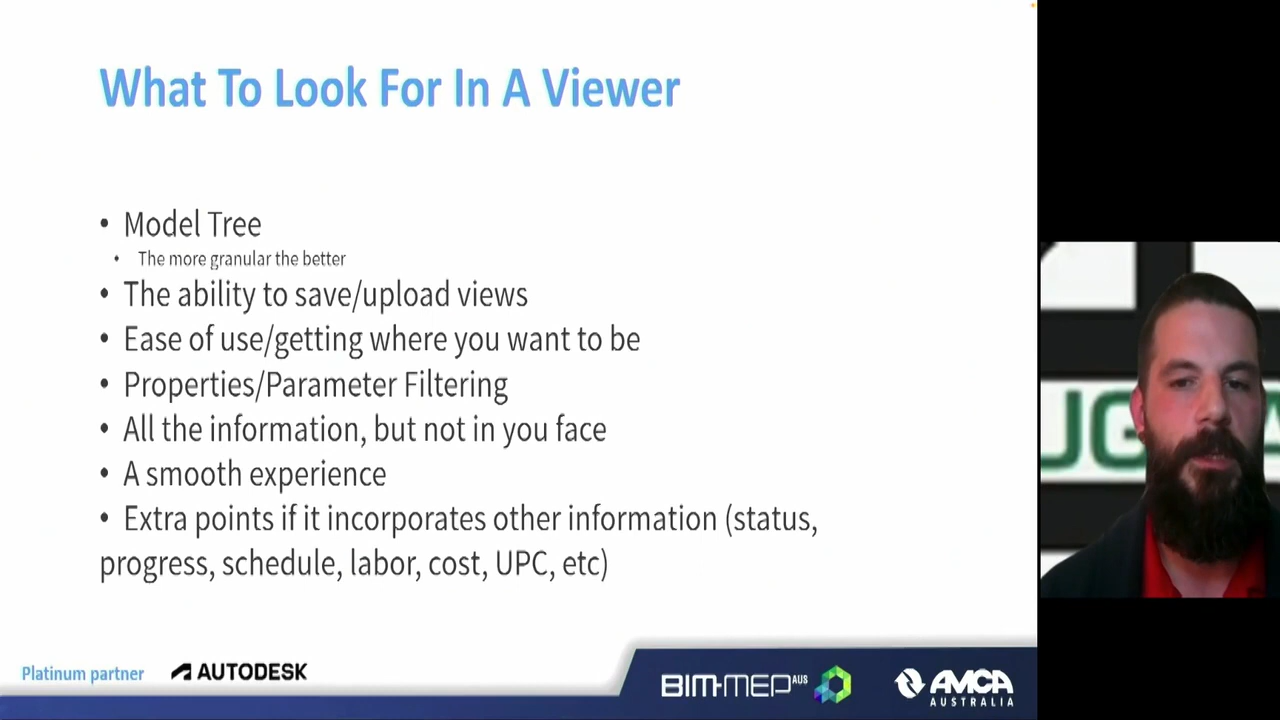 What To Look For In A Viewer
• Model Tree
• The more granular the better
• The ability to save/upload views
• Ease of use/getting where you want to be
• Properties/Parameter Filtering
• All the information, but not in you face
• A smooth experience
• Extra points if it incorporates other information (status,
progress, schedule, labor, cost, UPC, etc)
Platinum partner
AUTODESK
BIM-MEP AUS
AMCA
AUSTRALIA